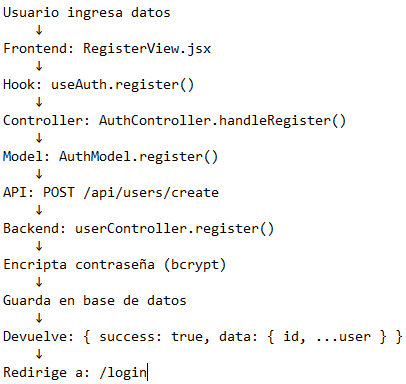 Usuario ingresa datos
↓
Frontend: RegisterView.jsx
↓
Hook: useAuth.register()
↓
Controller: AuthController.handleRegister()
↓
Model: AuthModel.register()
↓
API: POST /api/users/create
↓
Backend: userController.register()
↓
Encripta contraseña (bcrypt)
↓
Guarda en base de datos
↓
Devuelve: { success: true, data: { id, ...user } }
↓
Redirige a: /login